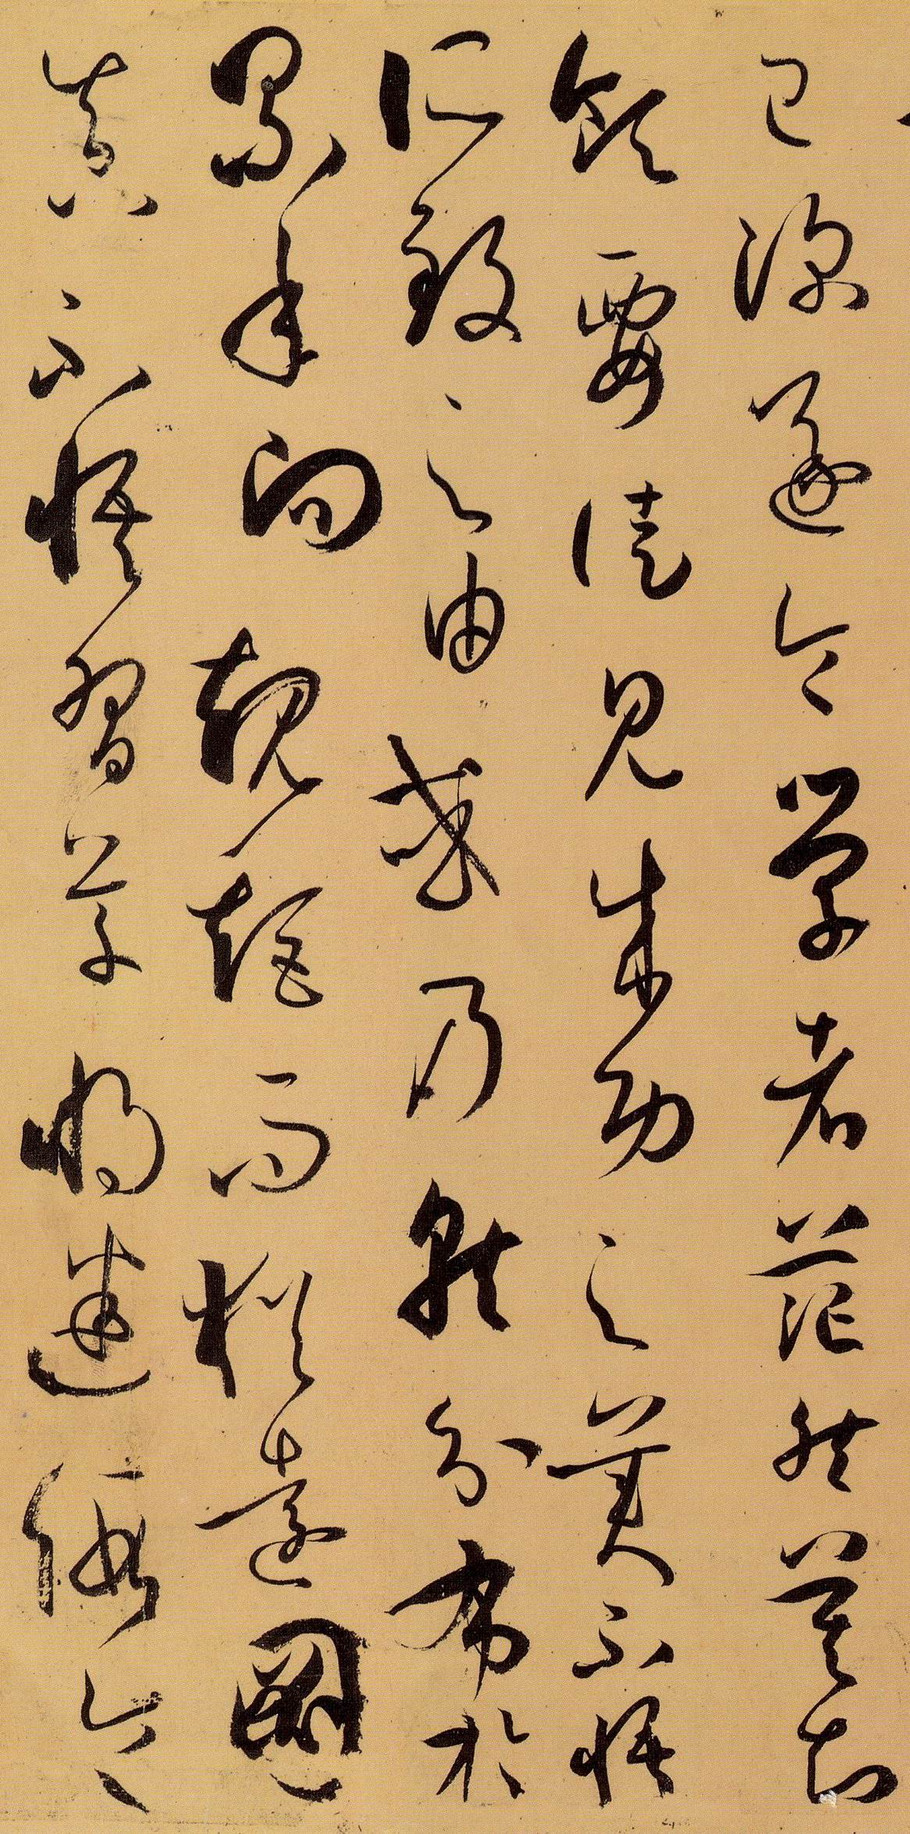 已深遂令學者茫然莫知
領要徒見成功之美不悟
所致之由或乃就分布於
累年向規矩而猶遠圖
真不悟習草將迷假令